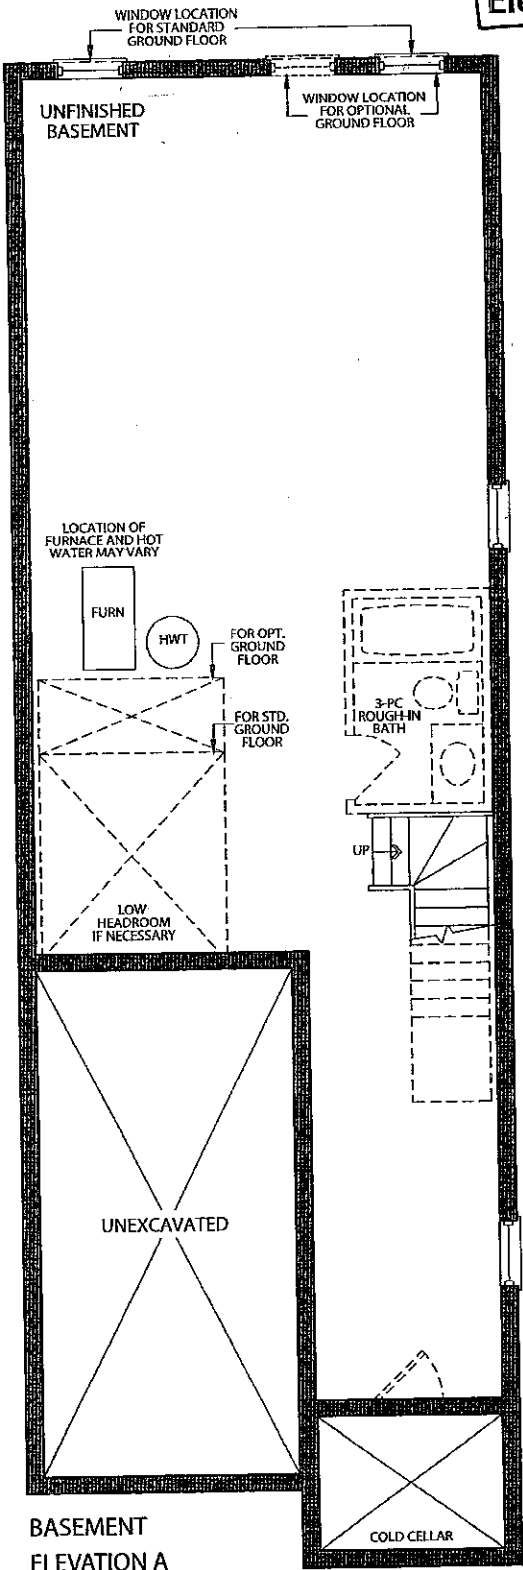 WINDOW LOCATION
FOR STANDARD
GROUND FLOOR
UNFINISHED
BASEMENT
WINDOW LOCATION
FOR OPTIONAL
GROUND FLOOR
LOCATION OF
FURNACE AND HOT
WATER MAY VARY
FURN
HWT
FOR OPT.
GROUND
FLOOR
FOR STD.
GROUND
FLOOR
3-PC
ROUGH-IN
BATH
UP
LOW
HEADROOM
IF NECESSARY
UNEXCAVATED
COLD CELLAR
BASEMENT
ELEVATION A